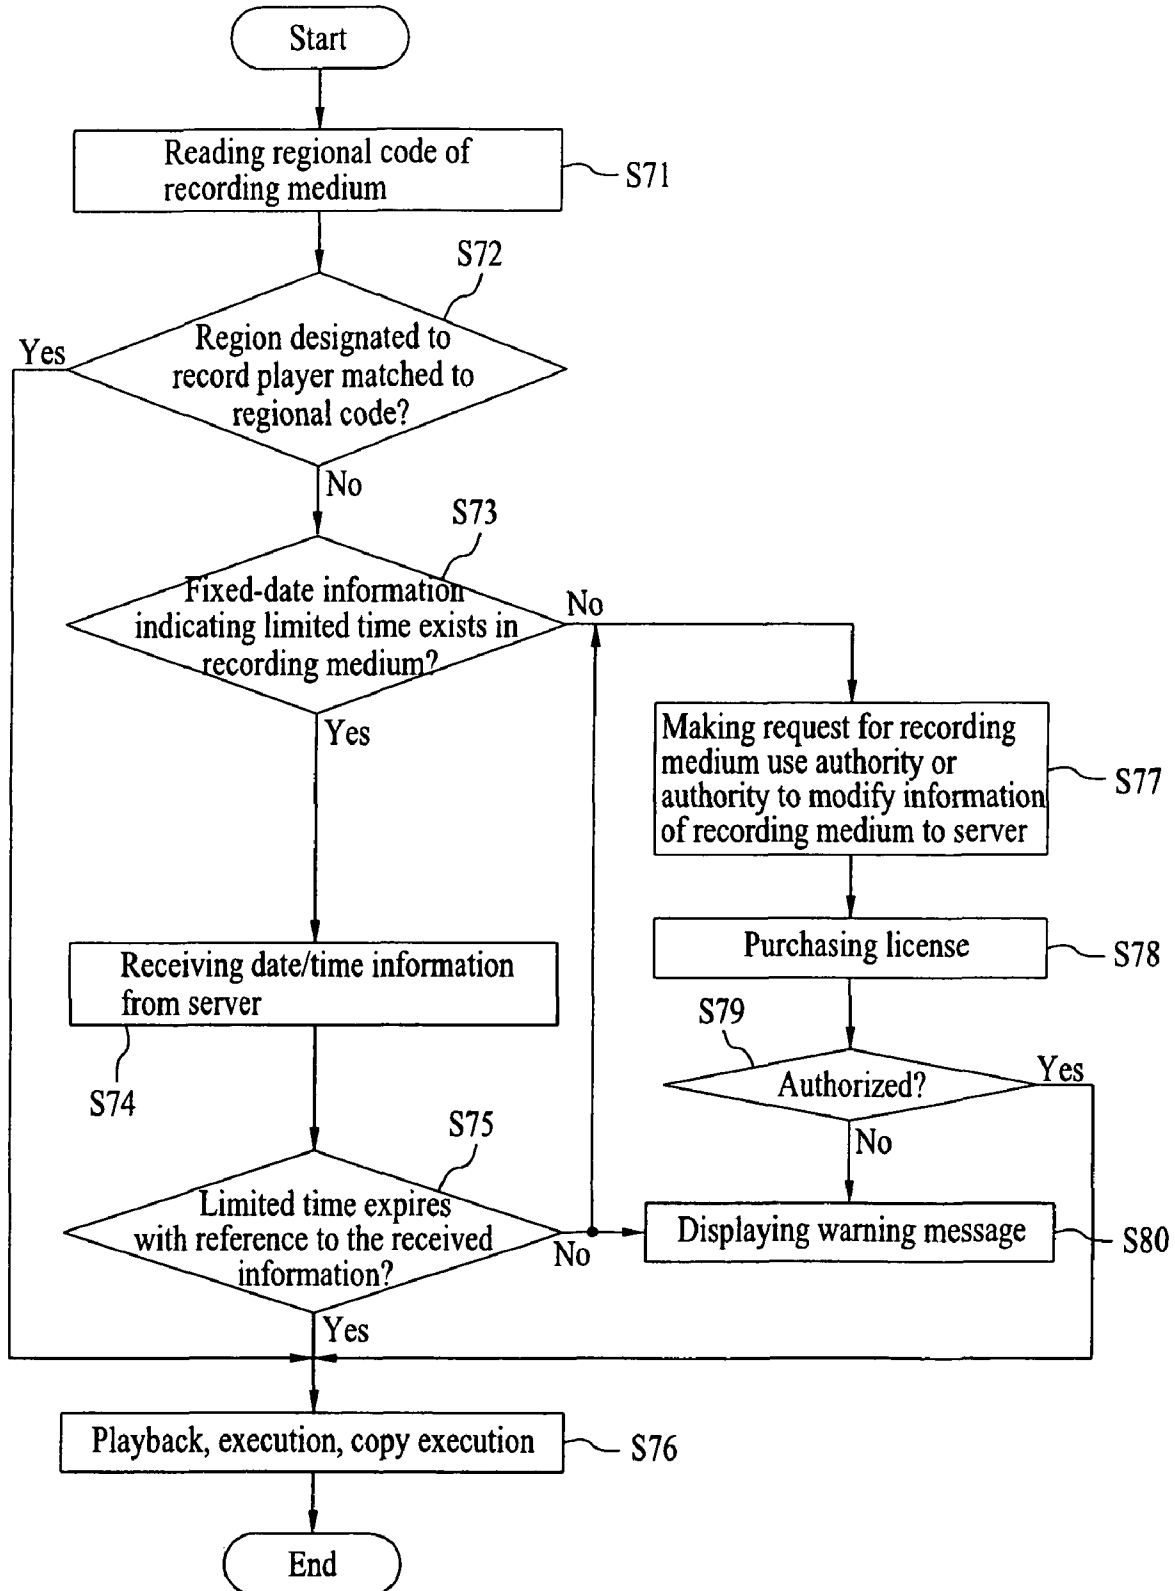 Start
Reading regional code of
recording medium
S71
S72
Region designated to
record player matched to
regional code?
Yes
No
S73
Fixed-date information
indicating limited time exists in
recording medium?
No
Yes
Making request for recording
medium use authority or
authority to modify information
of recording medium to server
S77
Receiving date/time information
from server
S74
Purchasing license
S78
S79
Authorized?
Yes
No
S75
Limited time expires
with reference to the received
information?
No
Yes
Displaying warning message
S80
Playback, execution, copy execution
S76
End